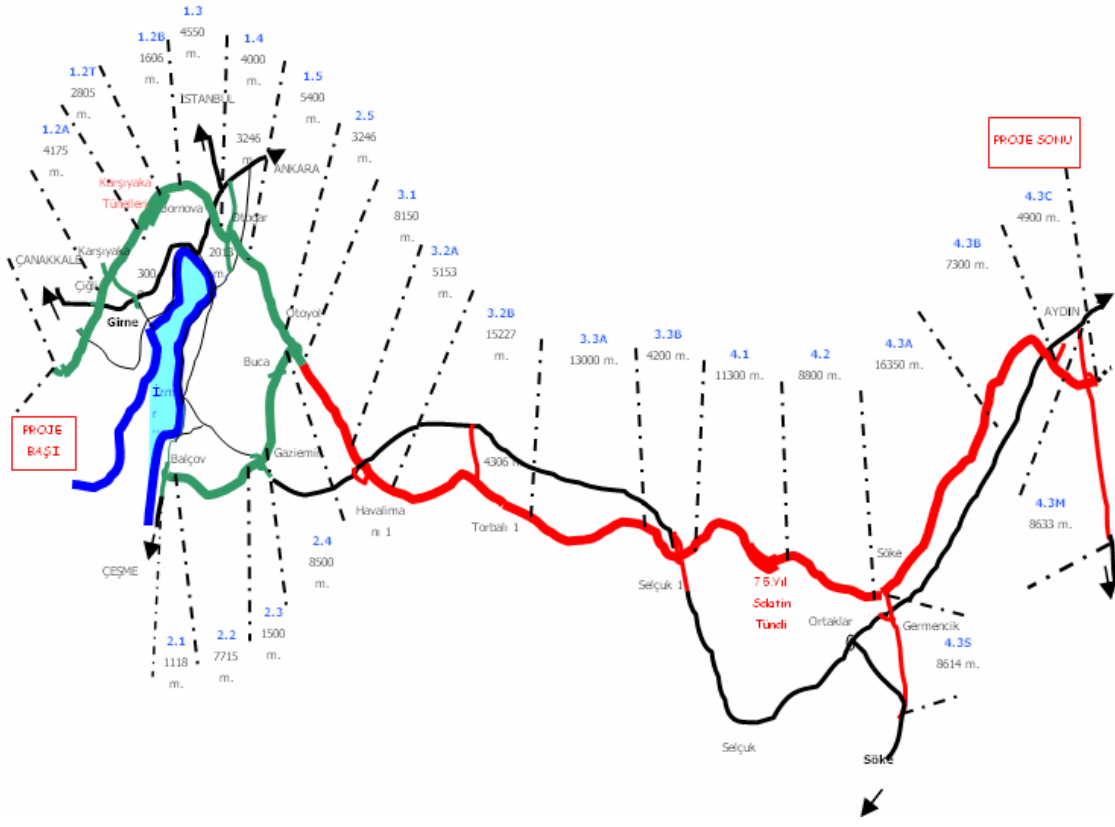 1.3
4550
m.
1.2B
1606
m.
1.4
4000
m.
1.2T
2805
m.
1.5
5400
m.
İSTANBUL
2.5
3246
m.
1.2A
4175
m.
3246
m.
ANKARA
PROJE SONU
Karşıyaka
Tünelleri
Bornova
Otogar
3.1
8150
m.
4.3C
4900 m.
ÇANAKKALE
Karşıyaka
Çiğli
300
2013
m.
3.2A
5153
m.
4.3B
7300 m.
Girne
Otoyol
3.2B
15227
m.
AYDIN
3.3A
13000 m.
3.3B
4200 m.
4.1
11300 m.
4.2
8800 m.
4.3A
16350 m.
Buca
İzm
r
PROJE
BAŞI
Balçov
Gaziemir
4306 m
4.3M
8633 m.
Havalima
nı 1
Torbalı 1
2.4
8500
m.
ÇEŞME
Selçuk 1
75.Yıl
Selatin
Tüneli
Söke
Ortaklar
Germencik
2.1
1118
m.
2.2
7715
m.
2.3
1500
m.
4.3S
8614 m.
Selçuk
Söke